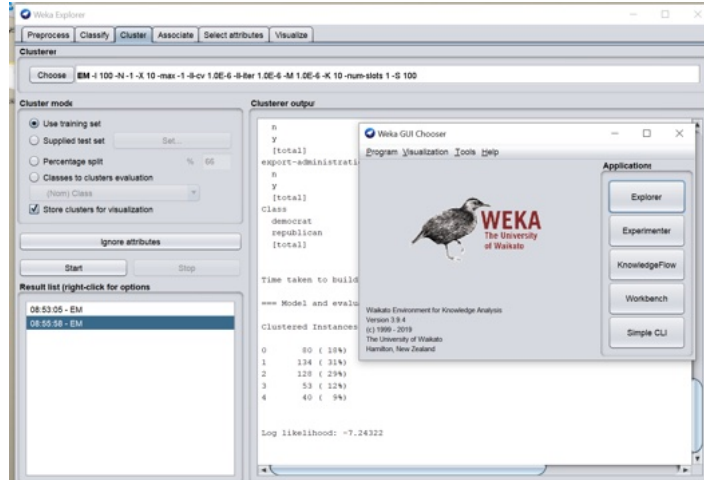 Weka Explorer
Preprocess Classify Cluster Associate Select attributes Visualize
Clusterer
Choose EM -I 100 -N -1 -X 10 -max -1 -ll-cv 1.0E-6 -ll-iter 1.0E-6 -M 1.0E-6 -K 10 -num-slots 1 -S 100
Cluster mode
Use training set
Supplied test set Set...
Percentage split % 66
Classes to clusters evaluation
(Nom) Class
Store clusters for visualization
Ignore attributes
Start Stop
Result list (right-click for options
08:53:05 - EM
08:55:58 - EM
Clusterer output
n
y
[total]
export-administrati
n
y
[total]
Class
democrat
republican
[total]
Time taken to build
=== Model and evalu
Clustered Instances
0 80 ( 18%)
1 134 ( 31%)
2 128 ( 29%)
3 53 ( 12%)
4 40 ( 9%)
Log likelihood: -7.24322
Weka GUI Chooser
Program Visualization Tools Help
WEKA
The University
of Waikato
Waikato Environment for Knowledge Analysis
Version 3.9.4
(c) 1999 - 2019
The University of Waikato
Hamilton, New Zealand
Applications
Explorer
Experimenter
KnowledgeFlow
Workbench
Simple CLI